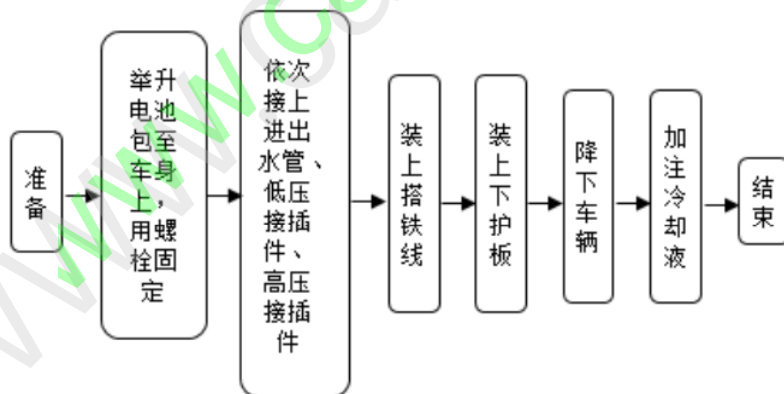 准
备
举升
电池
包至
车身
上，
用螺
栓固
定
依次
接上
进出
水管、
低压
接插
件、
高压
接插
件
装
上
搭
铁
线
装
上
下
护
板
降
下
车
辆
加
注
冷
却
液
结
束